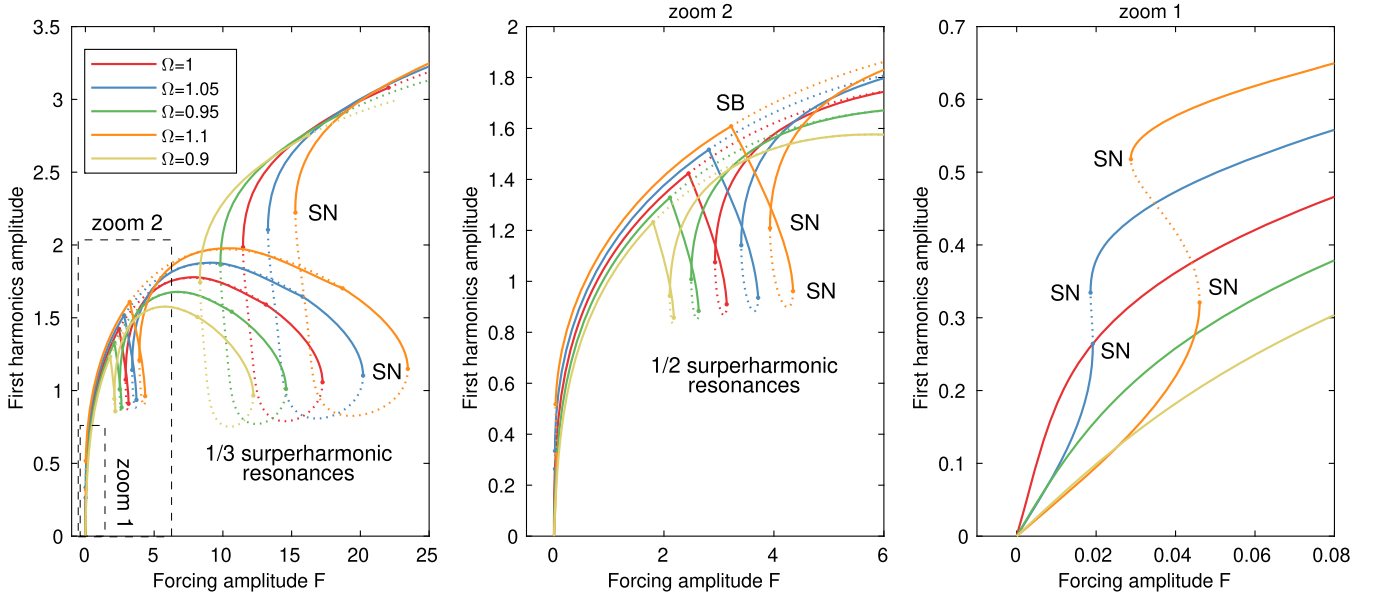 3.5
3
2.5
2
1.5
1
0.5
0
0
5
10
15
20
25
First harmonics amplitude
Forcing amplitude F
Ω=1
Ω=1.05
Ω=0.95
Ω=1.1
Ω=0.9
zoom 2
zoom 1
SN
SN
1/3 surperharmonic
resonances
zoom 2
2
1.8
1.6
1.4
1.2
1
0.8
0.6
0.4
0.2
0
0
2
4
6
First harmonics amplitude
Forcing amplitude F
SB
SN
SN
1/2 surperharmonic
resonances
zoom 1
0.7
0.6
0.5
0.4
0.3
0.2
0.1
0
0
0.02
0.04
0.06
0.08
First harmonics amplitude
Forcing amplitude F
SN
SN
SN
SN